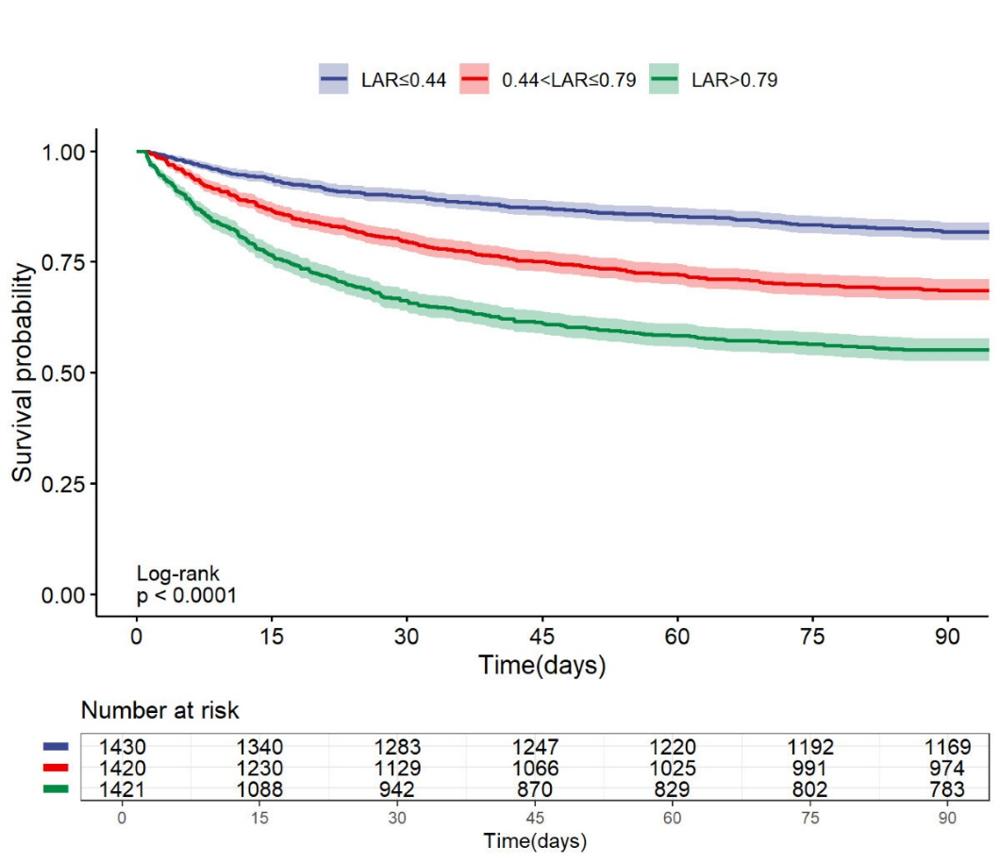 LAR≤0.44 0.44<LAR≤0.79 LAR>0.79
Survival probability
1.00
0.75
0.50
0.25
0.00
Log-rank
p < 0.0001
0 15 30 45 60 75 90
Time(days)
Number at risk
1430 1340 1283 1247 1220 1192 1169
1420 1230 1129 1066 1025 991 974
1421 1088 942 870 829 802 783
0 15 30 45 60 75 90
Time(days)